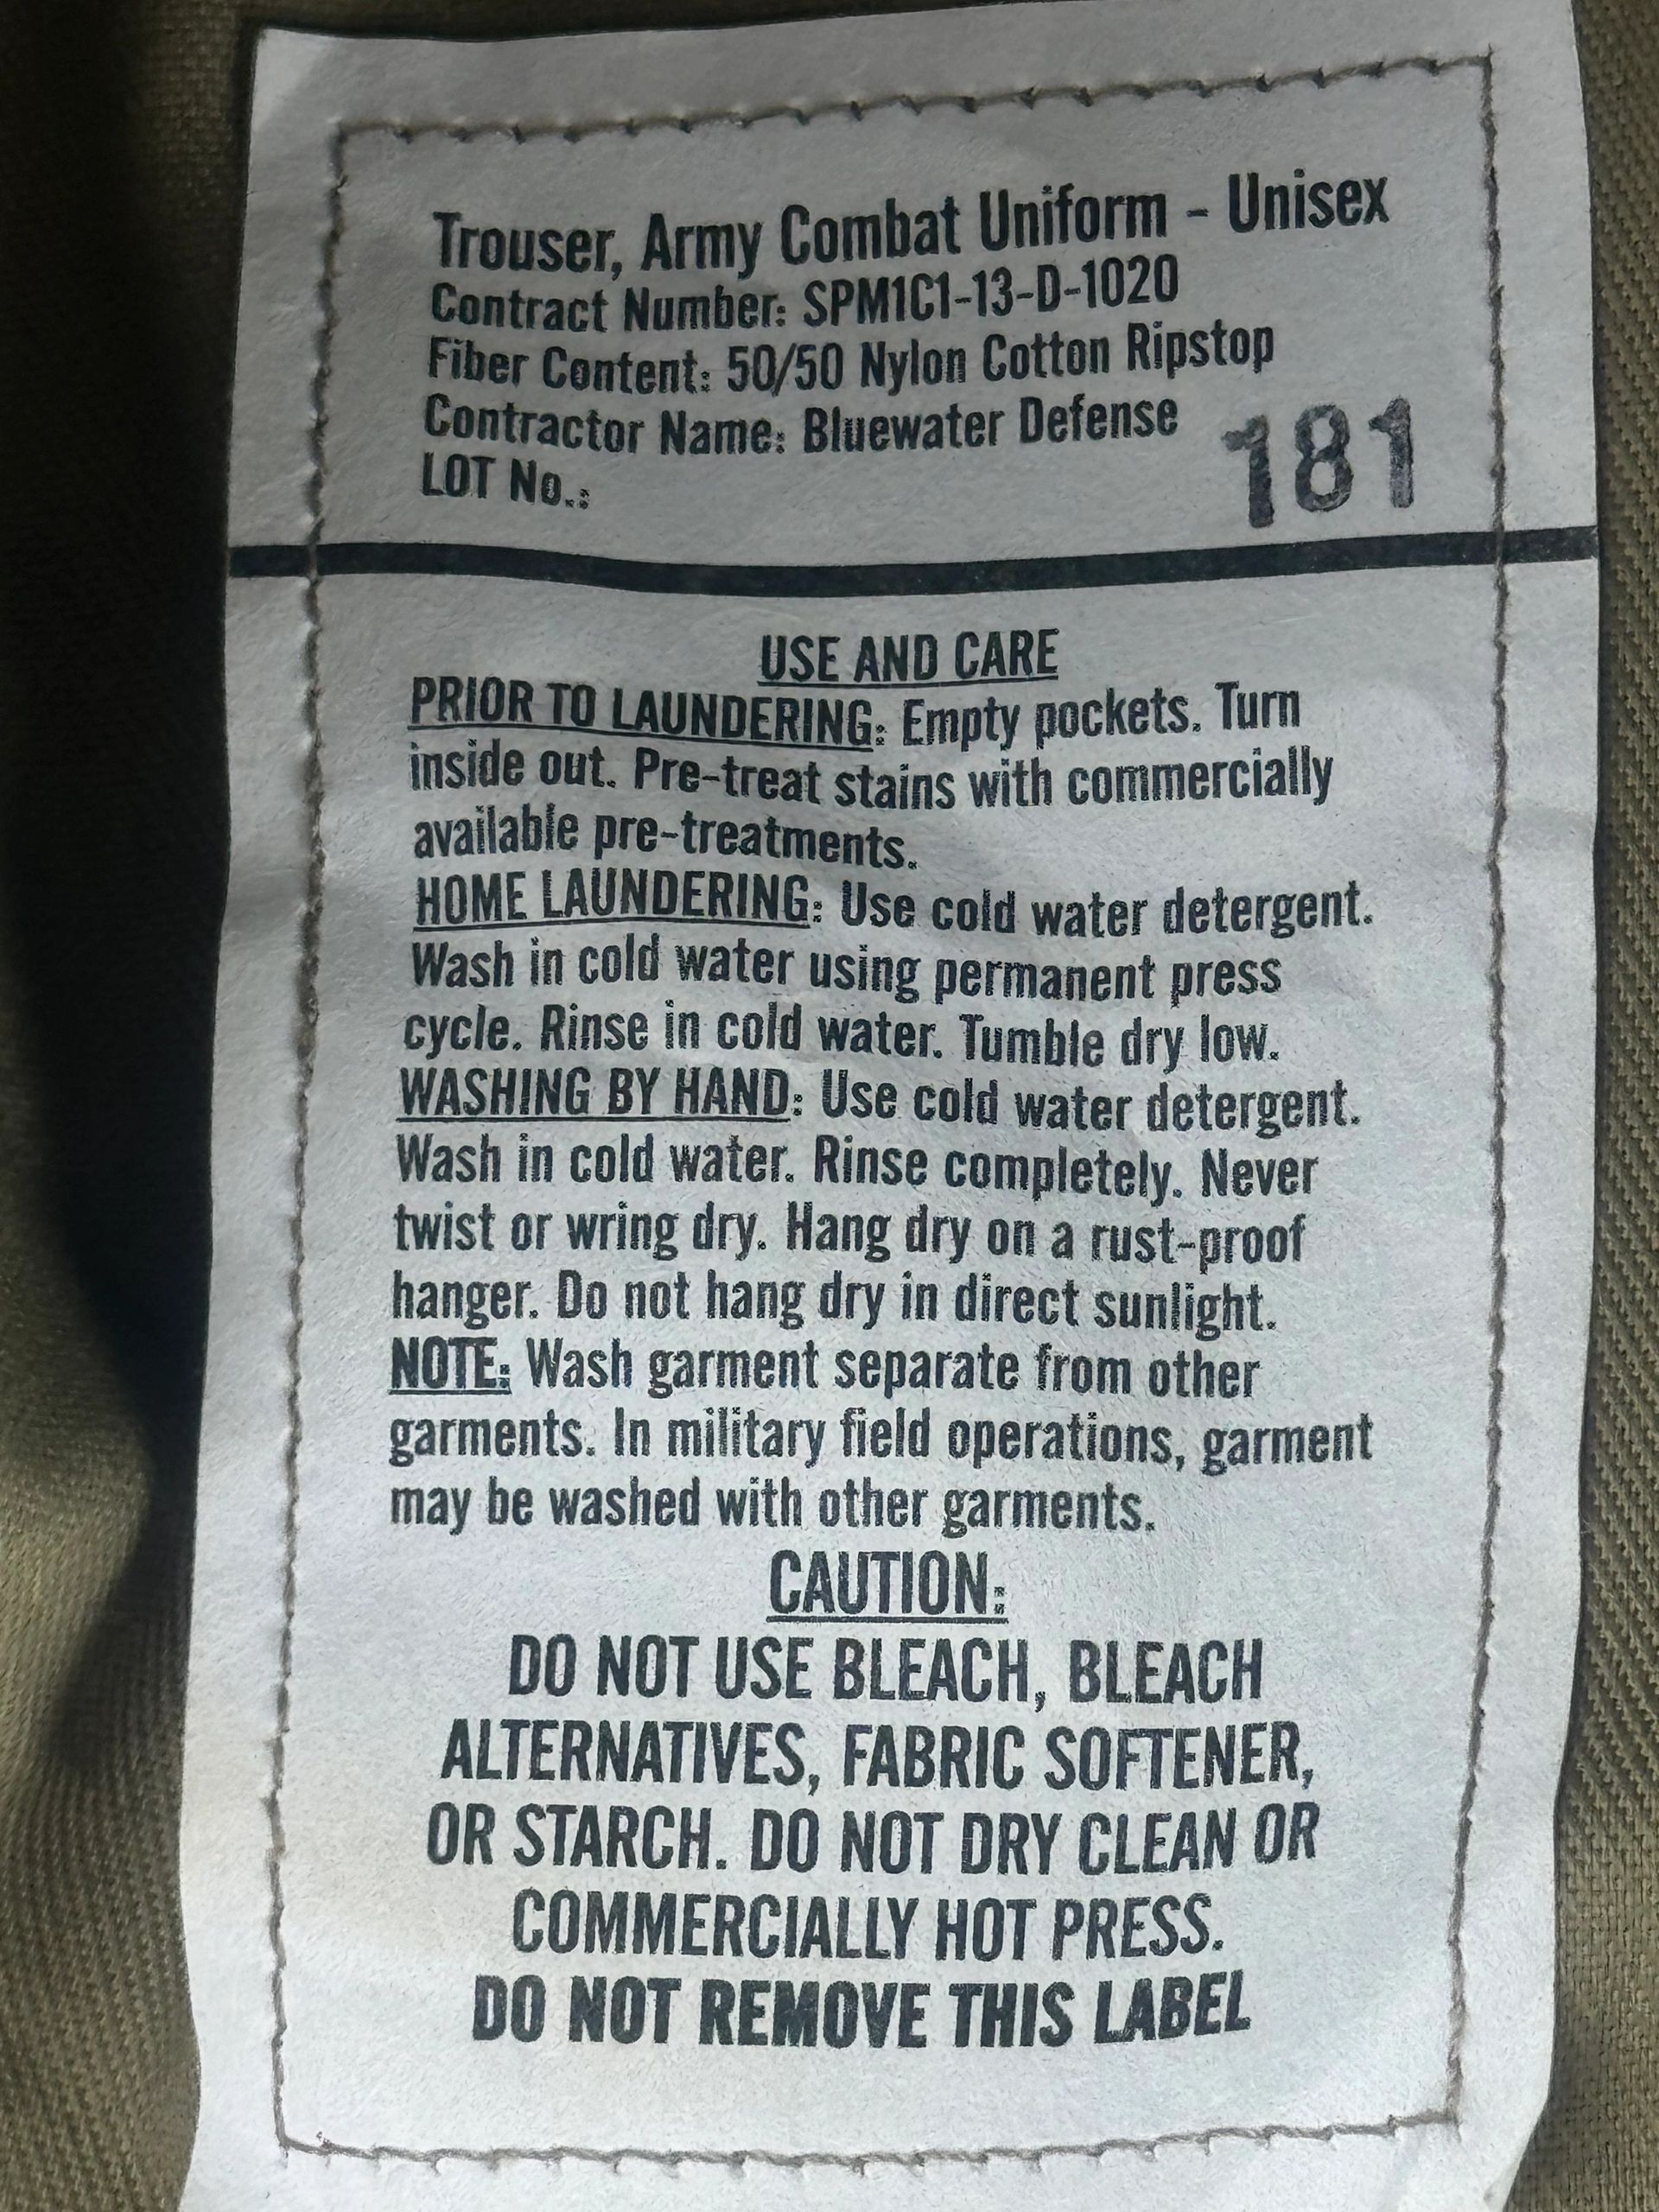 Trouser, Army Combat Uniform - Unisex
Contract Number: SPM1C1-13-D-1020
Fiber Content: 50/50 Nylon Cotton Ripstop
Contractor Name: Bluewater Defense
LOT No.: 181
USE AND CARE
PRIOR TO LAUNDERING: Empty pockets. Turn
inside out. Pre-treat stains with commercially
available pre-treatments.
HOME LAUNDERING: Use cold water detergent.
Wash in cold water using permanent press
cycle. Rinse in cold water. Tumble dry low.
WASHING BY HAND: Use cold water detergent.
Wash in cold water. Rinse completely. Never
twist or wring dry. Hang dry on a rust-proof
hanger. Do not hang dry in direct sunlight.
NOTE: Wash garment separate from other
garments. In military field operations, garment
may be washed with other garments.
CAUTION:
DO NOT USE BLEACH, BLEACH
ALTERNATIVES, FABRIC SOFTENER,
OR STARCH. DO NOT DRY CLEAN OR
COMMERCIALLY HOT PRESS.
DO NOT REMOVE THIS LABEL